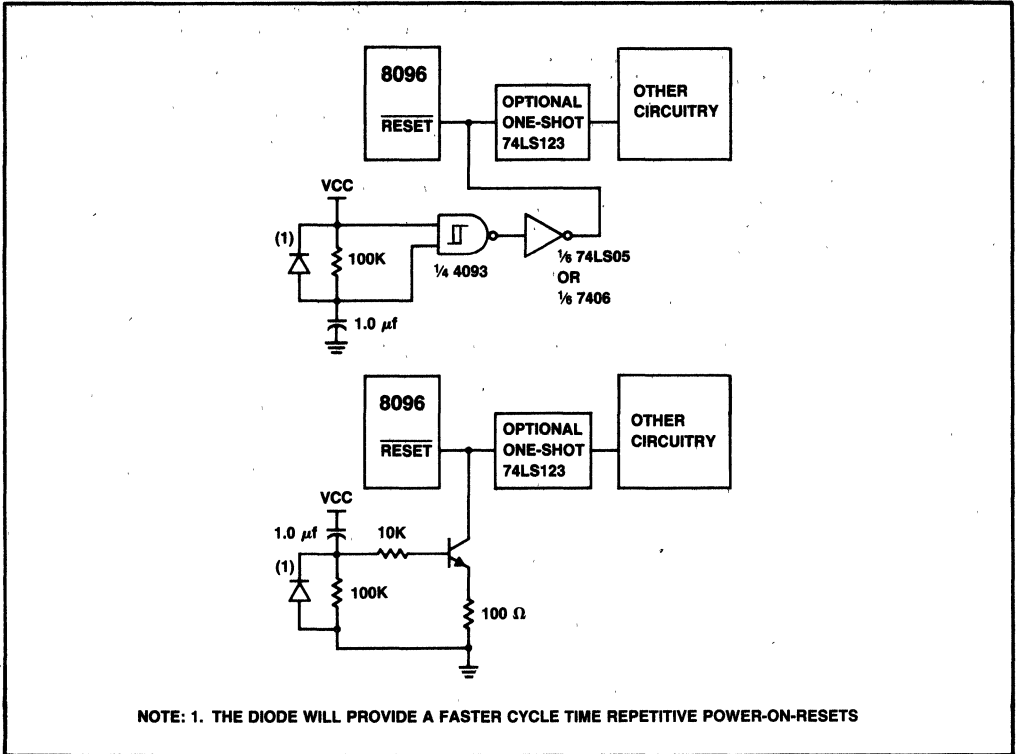 8096
RESET
OPTIONAL
ONE-SHOT
74LS123
OTHER
CIRCUITRY
VCC
(1)
100K
1.0 μf
1/4 4093
1/6 74LS05
OR
1/6 7406
8096
RESET
OPTIONAL
ONE-SHOT
74LS123
OTHER
CIRCUITRY
VCC
1.0 μf
10K
(1)
100K
100 Ω
NOTE: 1. THE DIODE WILL PROVIDE A FASTER CYCLE TIME REPETITIVE POWER-ON-RESETS